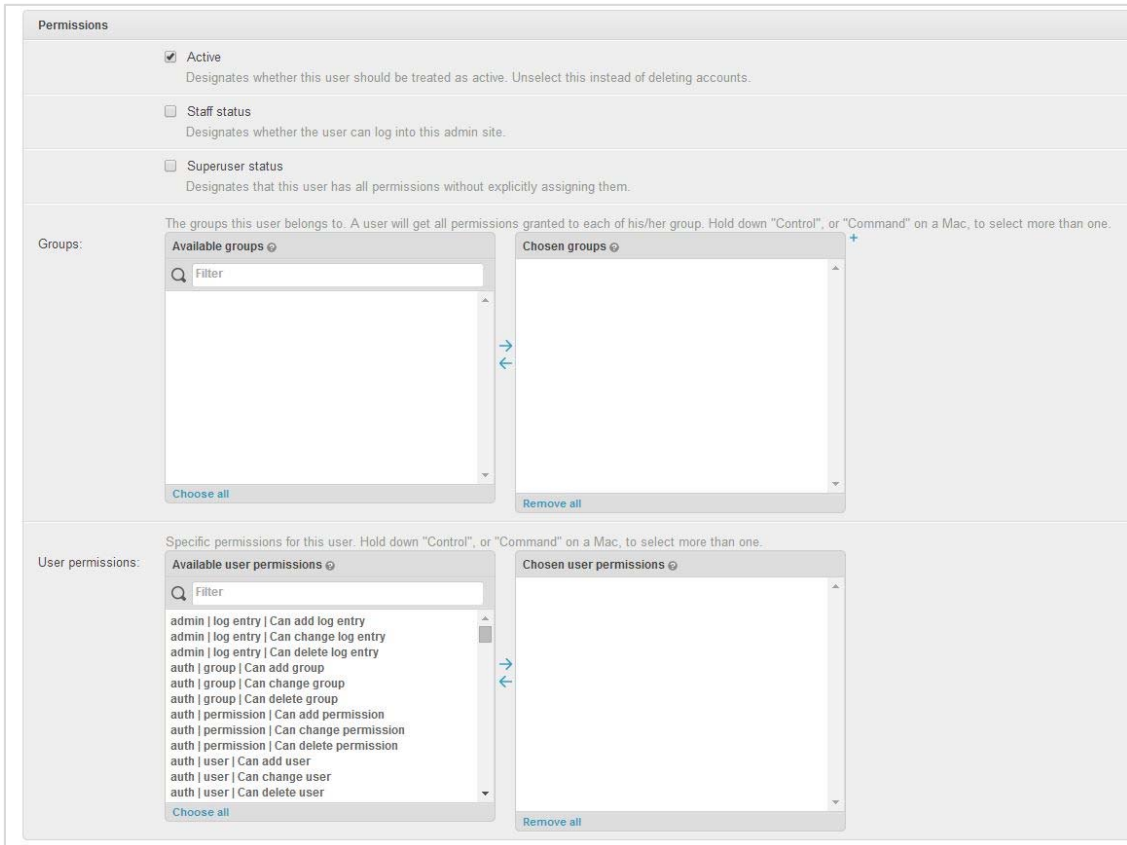 Permissions
Active
Designates whether this user should be treated as active. Unselect this instead of deleting accounts.
Staff status
Designates whether the user can log into this admin site.
Superuser status
Designates that this user has all permissions without explicitly assigning them.
The groups this user belongs to. A user will get all permissions granted to each of his/her group. Hold down "Control", or "Command" on a Mac, to select more than one.
Groups:
Available groups
Chosen groups
Filter
Choose all
Remove all
Specific permissions for this user. Hold down "Control", or "Command" on a Mac, to select more than one.
User permissions:
Available user permissions
Chosen user permissions
Filter
admin | log entry | Can add log entry
admin | log entry | Can change log entry
admin | log entry | Can delete log entry
auth | group | Can add group
auth | group | Can change group
auth | group | Can delete group
auth | permission | Can add permission
auth | permission | Can change permission
auth | permission | Can delete permission
auth | user | Can add user
auth | user | Can change user
auth | user | Can delete user
Choose all
Remove all